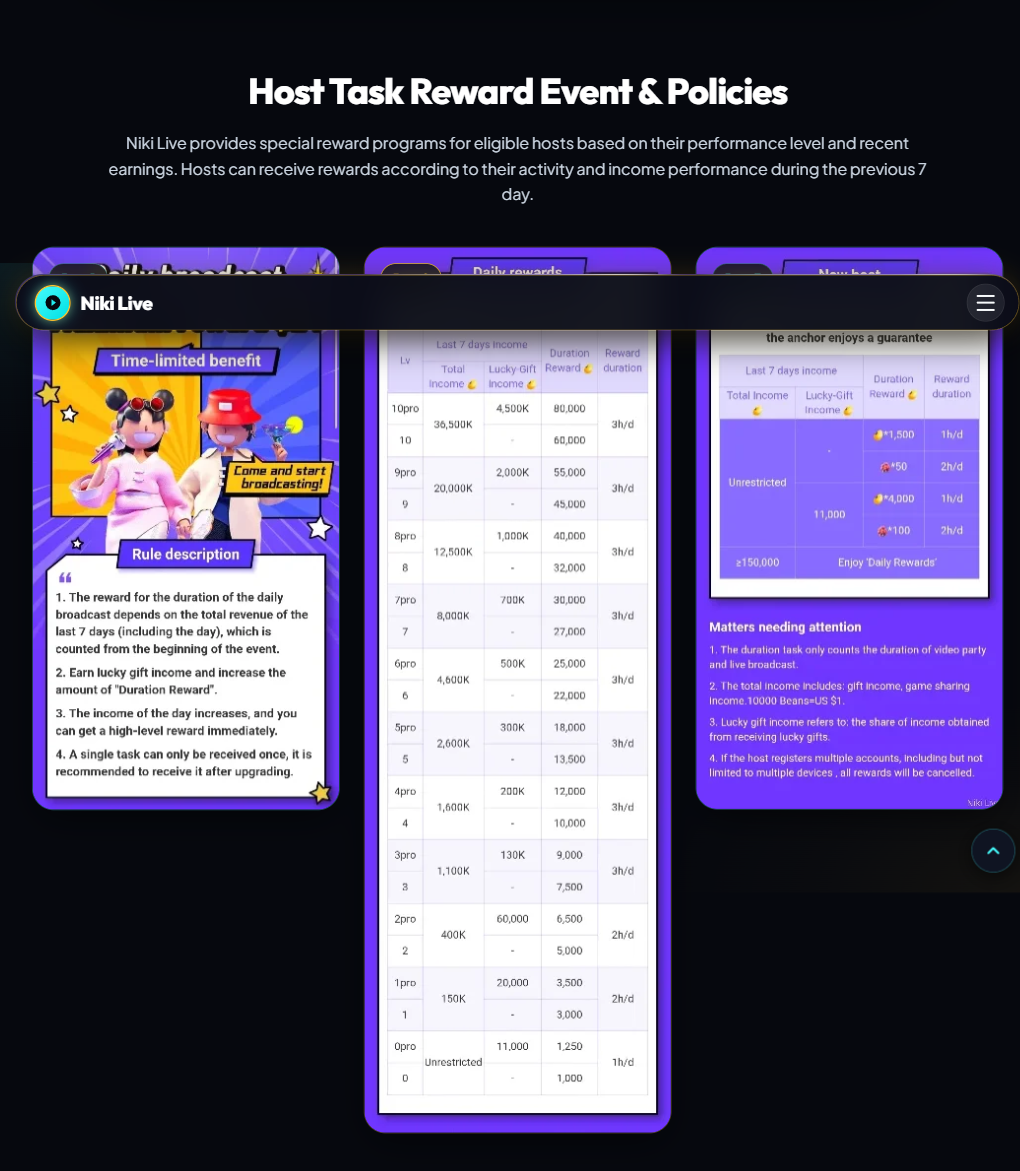 Host Task Reward Event & Policies
Niki Live provides special reward programs for eligible hosts based on their performance level and recent
earnings. Hosts can receive rewards according to their activity and income performance during the previous 7
day.
Daily broadcast
Niki Live
Time-limited benefit
Come and start
broadcasting!
Rule description
1. The reward for the duration of the daily
broadcast depends on the total revenue of the
last 7 days (including the day), which is
counted from the beginning of the event.
2. Earn lucky gift income and increase the
amount of "Duration Reward".
3. The income of the day increases, and you
can get a high-level reward immediately.
4. A single task can only be received once, it is
recommended to receive it after upgrading.
Daily rewards
Lv Last 7 days income Duration Reward Reward duration
Total Income Lucky-Gift Income
10pro 36,500K 4,500K 80,000 3h/d
10 - 60,000
9pro 20,000K 2,000K 55,000 3h/d
9 - 45,000
8pro 12,500K 1,000K 40,000 3h/d
8 - 32,000
7pro 8,000K 700K 30,000 3h/d
7 - 27,000
6pro 4,600K 500K 25,000 3h/d
6 - 22,000
5pro 2,600K 300K 18,000 3h/d
5 - 13,500
4pro 1,600K 200K 12,000 3h/d
4 - 10,000
3pro 1,100K 130K 9,000 3h/d
3 - 7,500
2pro 400K 60,000 6,500 2h/d
2 - 5,000
1pro 150K 20,000 3,500 2h/d
1 - 3,000
0pro Unrestricted 11,000 1,250 1h/d
0 - 1,000
New host
the anchor enjoys a guarantee
Last 7 days income Duration Reward Reward duration
Total Income Lucky-Gift Income
Unrestricted - *1,500 1h/d
*50 2h/d
11,000 *4,000 1h/d
*100 2h/d
≥150,000 Enjoy 'Daily Rewards'
Matters needing attention
1. The duration task only counts the duration of video party
and live broadcast.
2. The total income includes: gift income, game sharing
income.10000 Beans=US $1.
3. Lucky gift income refers to: the share of income obtained
from receiving lucky gifts.
4. If the host registers multiple accounts, including but not
limited to multiple devices , all rewards will be cancelled.
Niki Live